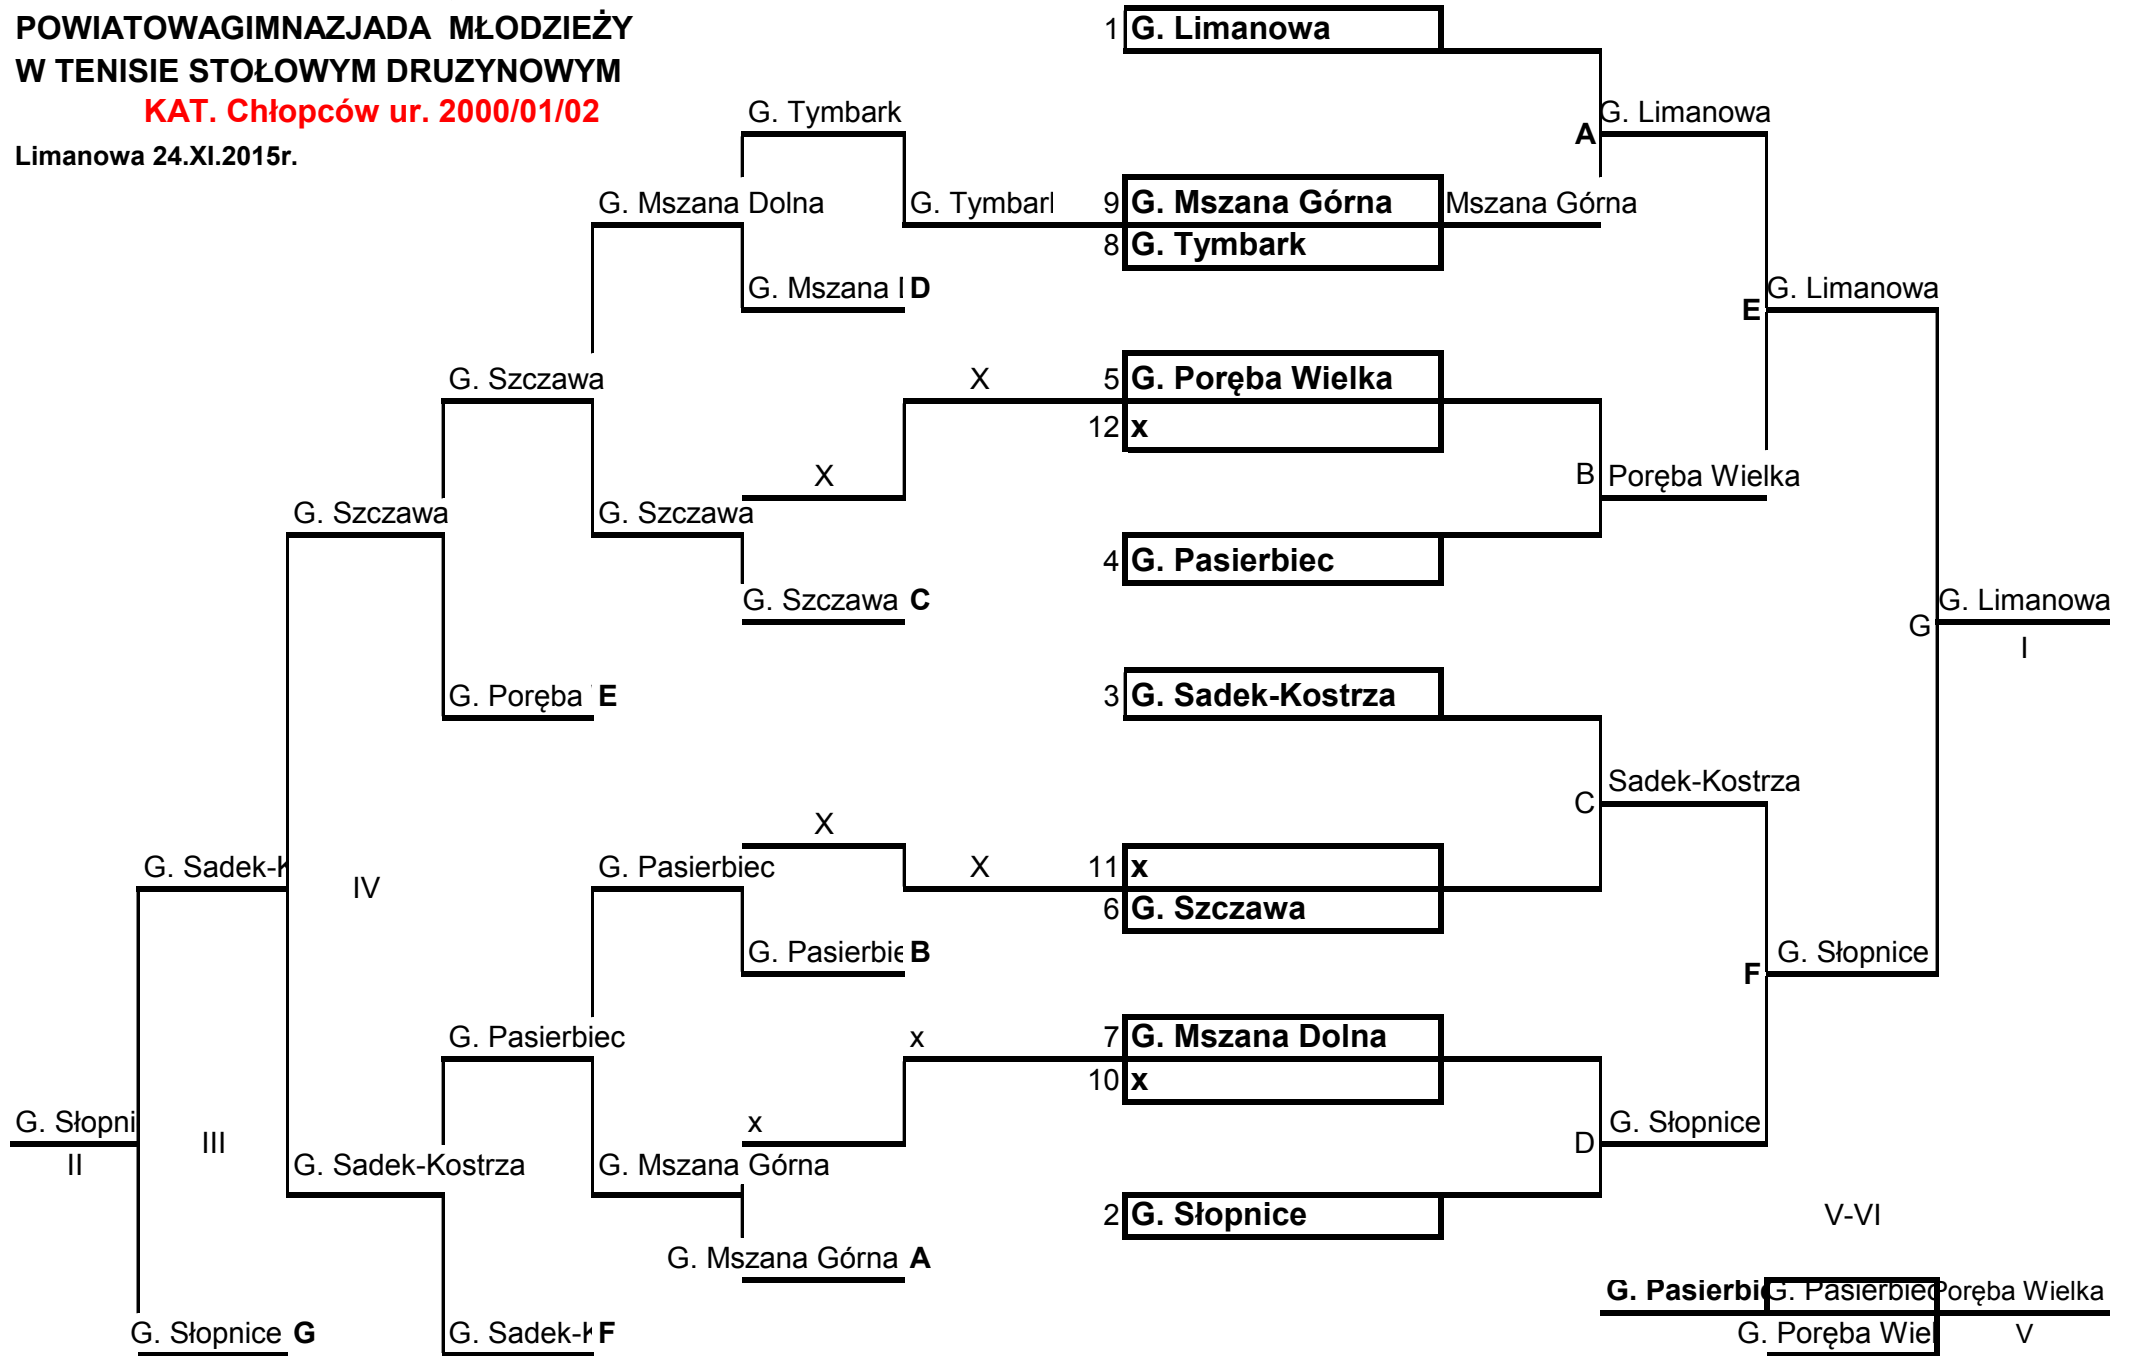 POWIATOWAGIMNAZJADA MŁODZIEŻY
W TENISIE STOŁOWYM DRUZYNOWYM
KAT. Chłopców ur. 2000/01/02
Limanowa 24.XI.2015r.
1 G. Limanowa
G. Tymbark
A G. Limanowa
G. Mszana Dolna
G. Tymbark
9 G. Mszana Górna
Mszana Górna
8 G. Tymbark
G. Mszana D
E G. Limanowa
G. Szczawa
X
5 G. Poręba Wielka
12 x
X
B Poręba Wielka
G. Szczawa
G. Szczawa
4 G. Pasierbiec
G. Szczawa C
G. Limanowa
G
I
G. Poręba E
3 G. Sadek-Kostrza
Sadek-Kostrza
C
X
G. Sadek-K
IV
G. Pasierbiec
X
11 x
6 G. Szczawa
G. Pasierbie B
F G. Słopnice
G. Pasierbiec
x
7 G. Mszana Dolna
10 x
G. Słopni
II
III
x
D G. Słopnice
G. Sadek-Kostrza
G. Mszana Górna
2 G. Słopnice
V-VI
G. Mszana Górna A
G. Pasierbie G. Pasierbiec Poręba Wielka
G. Słopnice G
G. Sadek-K F
G. Poręba Wiel
V